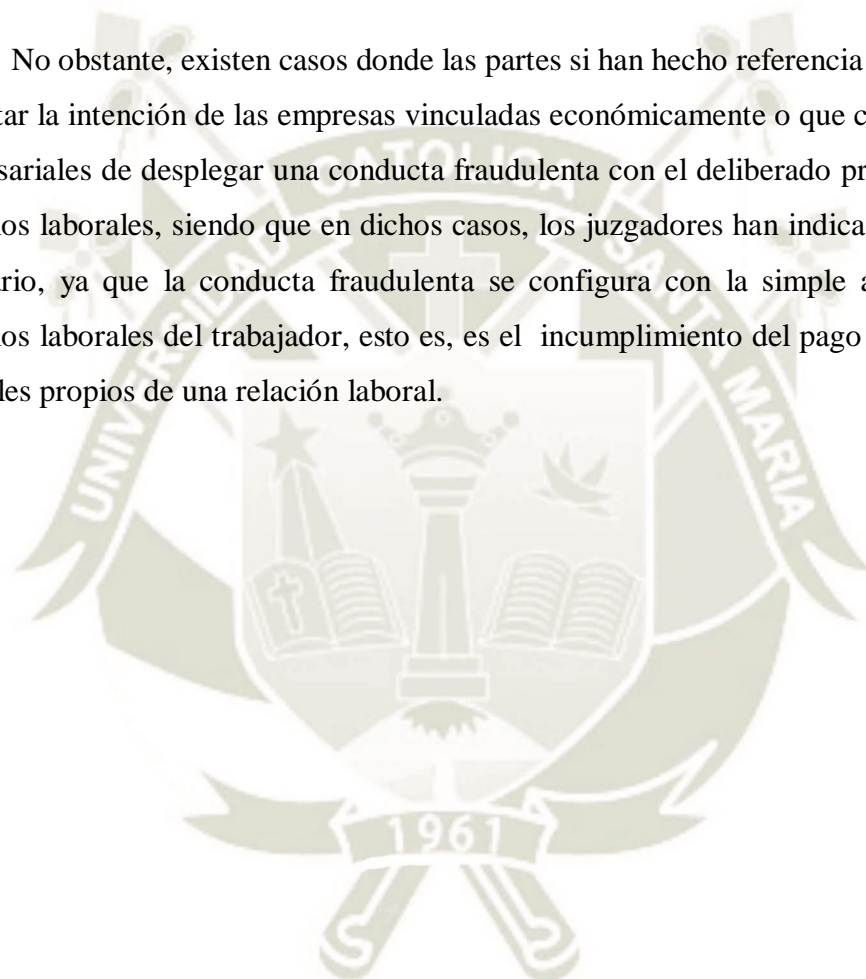 No obstante, existen casos donde las partes si han hecho referencia
tar la intención de las empresas vinculadas económicamente o que c
sariales de desplegar una conducta fraudulenta con el deliberado pr
os laborales, siendo que en dichos casos, los juzgadores han indica
rio, ya que la conducta fraudulenta se configura con la simple a
os laborales del trabajador, esto es, es el incumplimiento del pago
les propios de una relación laboral.
UNIVERSIDAD CATOLICA SANTA MARIA
1961